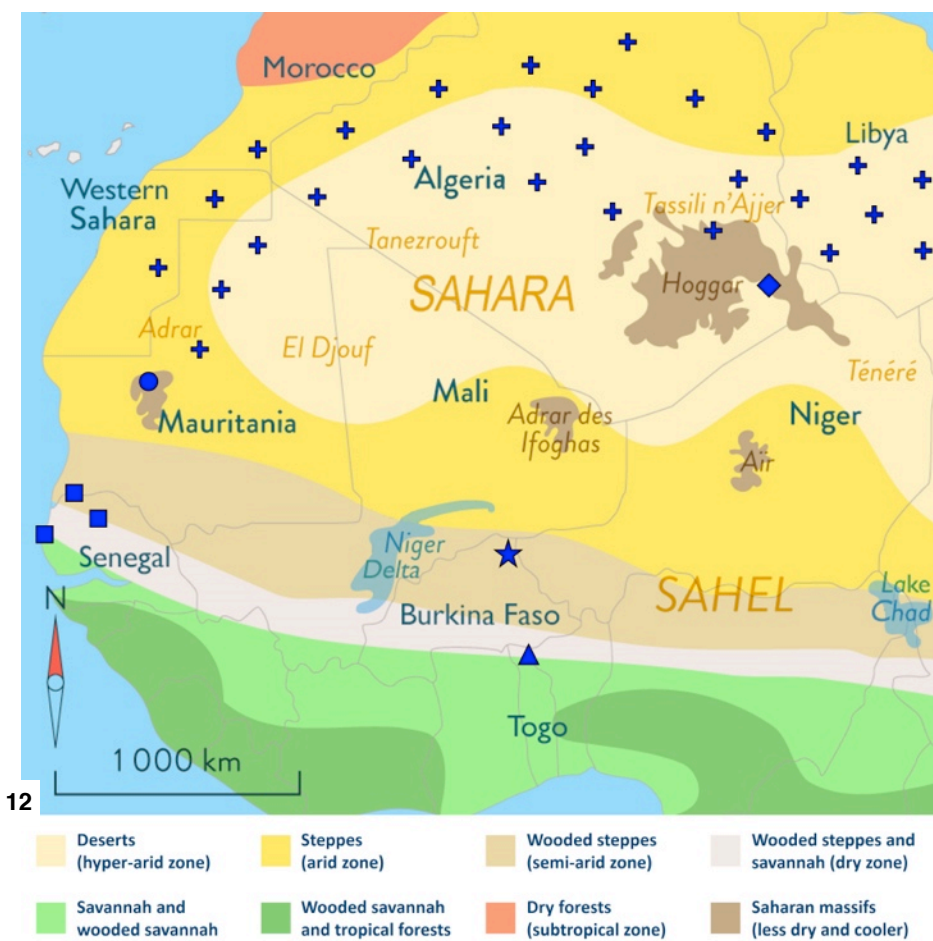 Morocco
Libya
Algeria
Western
Sahara
Tassili n'Ajjer
Tanezrouft
SAHARA
Hoggar
Adrar
El Djouf
Ténéré
Mali
Mauritania
Adrar des
Ifoghas
Niger
Aïr
Senegal
Niger
Delta
SAHEL
Lake
Chad
N
Burkina Faso
Togo
1 000 km
12
Deserts
(hyper-arid zone)
Steppes
(arid zone)
Wooded steppes
(semi-arid zone)
Wooded steppes and
savannah (dry zone)
Savannah and
wooded savannah
Wooded savannah
and tropical forests
Dry forests
(subtropical zone)
Saharan massifs
(less dry and cooler)